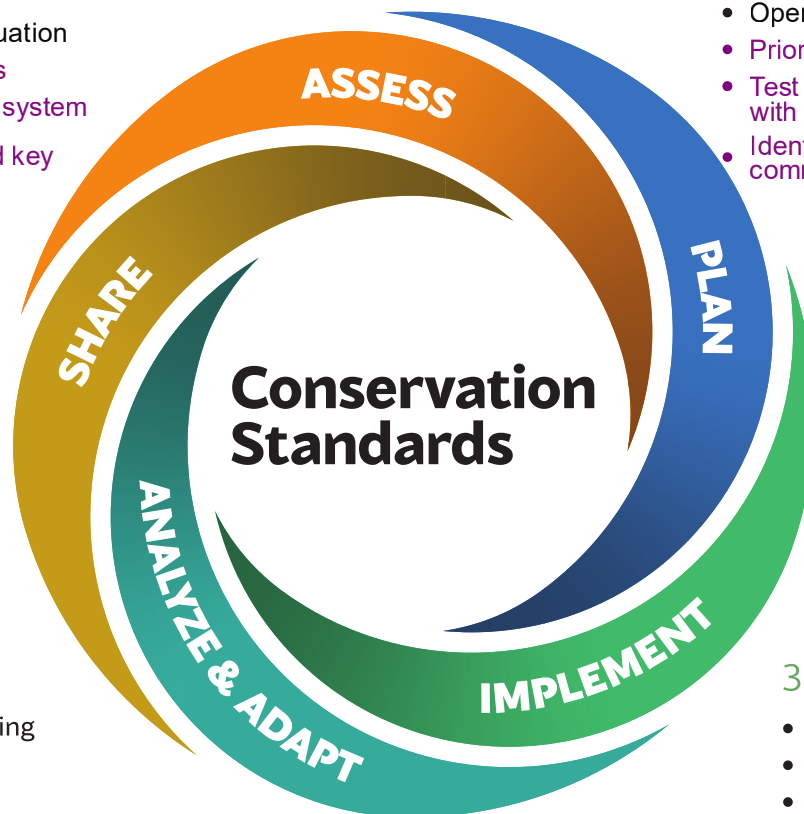 uation
s
system
d key
Oper
Prior
Test
with
Ident
comm
ASSESS
PLAN
SHARE
Conservation
Standards
ANALYZE & ADAPT
IMPLEMENT
3
ing